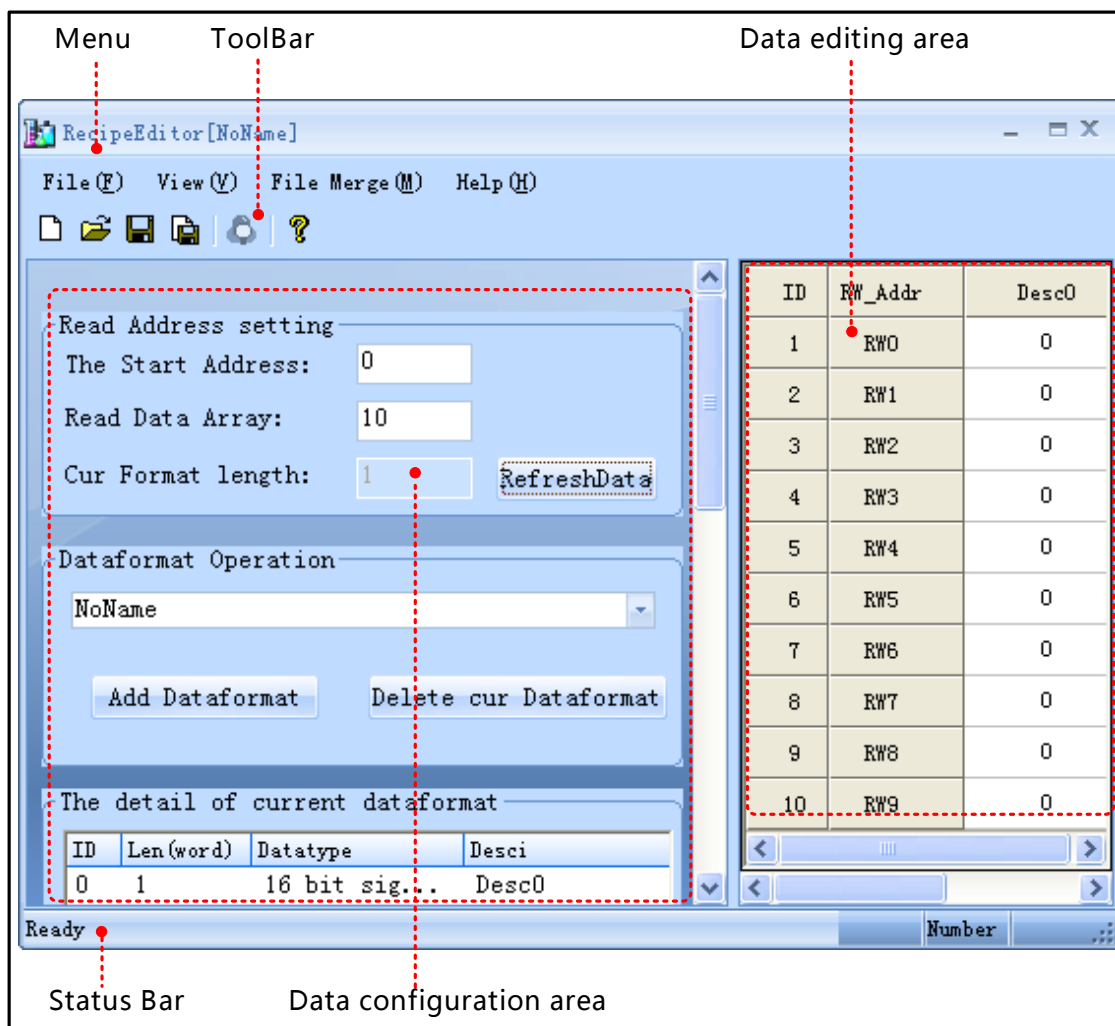 Menu ToolBar Data editing area
RecipeEditor[NoName]
File(F) View(V) File Merge(M) Help(H)
Read Address setting
The Start Address: 0
Read Data Array: 10
Cur Format length: 1 RefreshData
Dataformat Operation
NoName
Add Dataformat Delete cur Dataformat
The detail of current dataformat
ID Len(word) Datatype Desci
0 1 16 bit sig... Desc0
ID RW_Addr Desc0
1 RW0 0
2 RW1 0
3 RW2 0
4 RW3 0
5 RW4 0
6 RW5 0
7 RW6 0
8 RW7 0
9 RW8 0
10 RW9 0
Ready Number
Status Bar Data configuration area